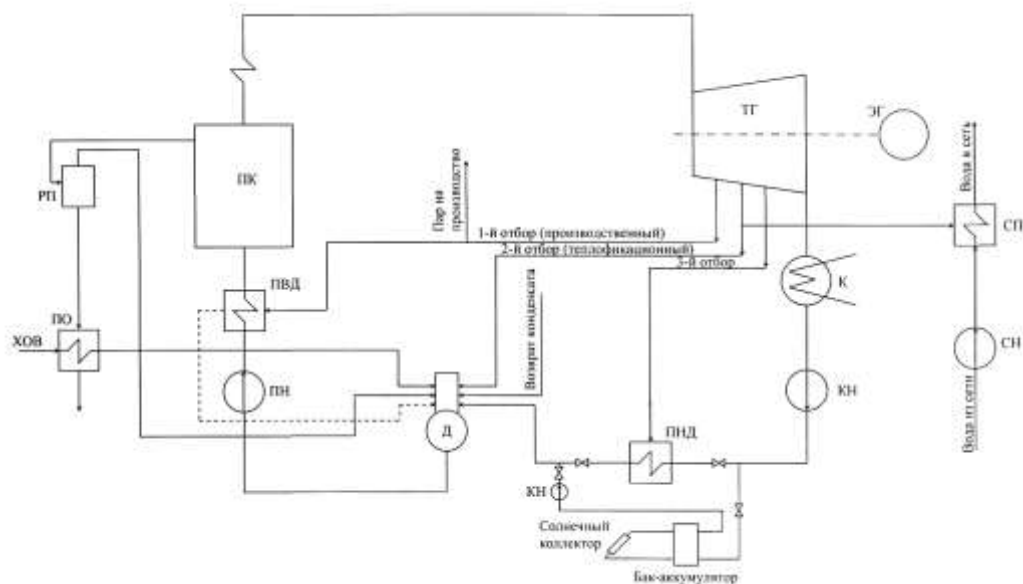 ТГ
ЭГ
Вода в сеть
ПК
РП
Пар на
производство
1-й отбор (производственный)
2-й отбор (теплофикационный)
3-й отбор
СП
ПВД
К
ПО
Возврат конденсата
ХОВ
СН
ПН
КН
Вода из сети
Д
ПНД
КН
Солнечный
коллектор
Бак-аккумулятор